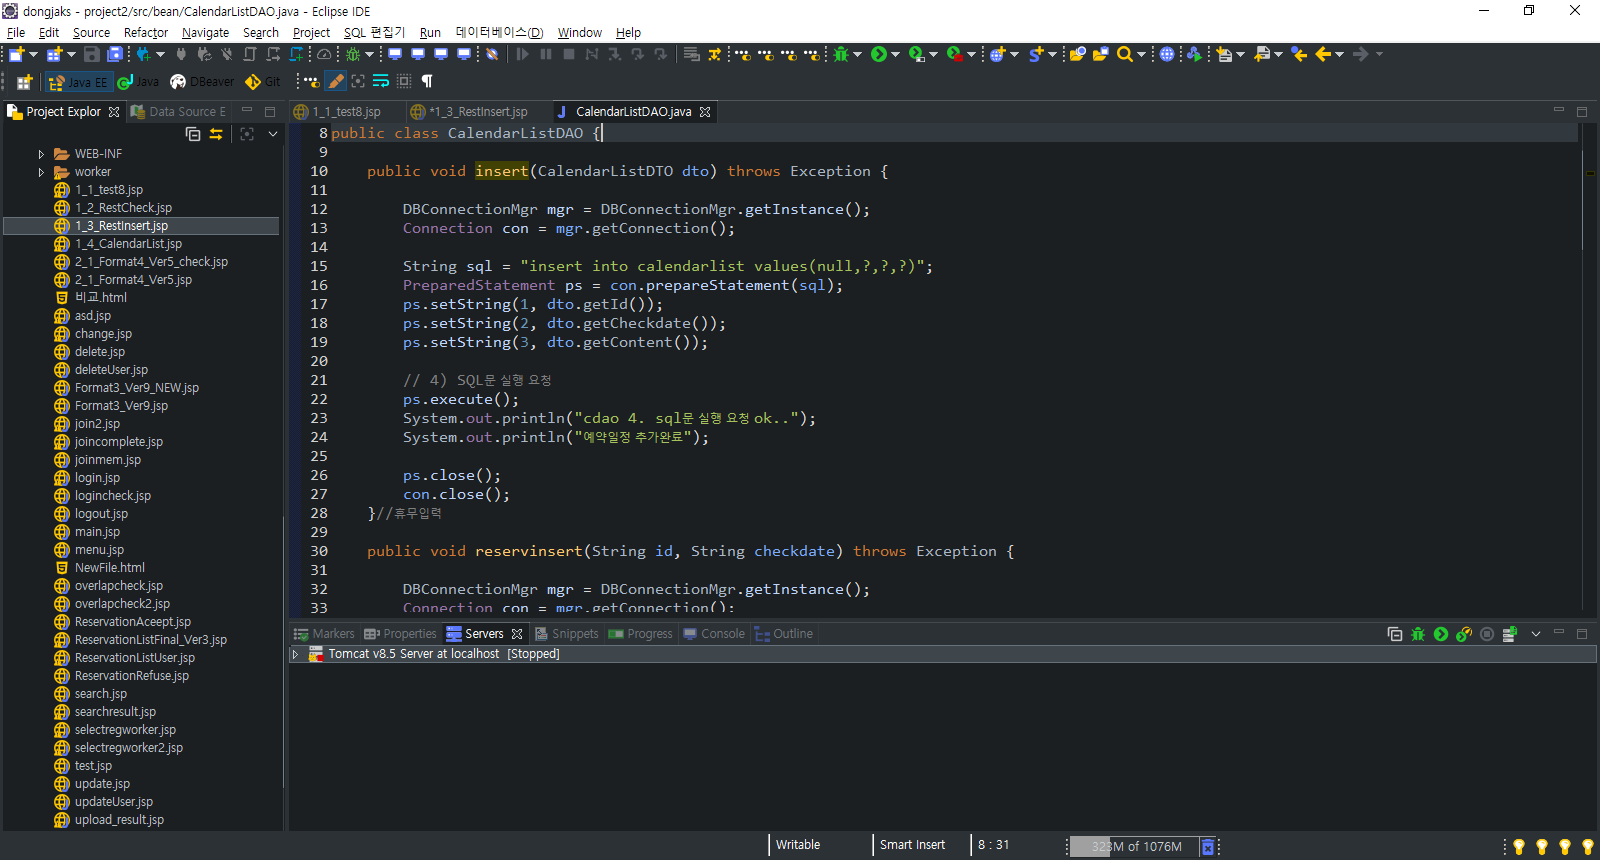 dongjaks - project2/src/bean/CalendarListDAO.java - Eclipse IDE
File Edit Source Refactor Navigate Search Project SQL 편집기 Run 데이터베이스(D) Window Help
Java EE Java DBeaver Git
Project Explor Data Source E
WEB-INF
worker
1_1_test8.jsp
1_2_RestCheck.jsp
1_3_RestInsert.jsp
1_4_CalendarList.jsp
2_1_Format4_Ver5_check.jsp
2_1_Format4_Ver5.jsp
비교.html
asd.jsp
change.jsp
delete.jsp
deleteUser.jsp
Format3_Ver9_NEW.jsp
Format3_Ver9.jsp
join2.jsp
joincomplete.jsp
joinmem.jsp
login.jsp
logincheck.jsp
logout.jsp
main.jsp
menu.jsp
NewFile.html
overlapcheck.jsp
overlapcheck2.jsp
ReservationAceept.jsp
ReservationListFinal_Ver3.jsp
ReservationListUser.jsp
ReservationRefuse.jsp
search.jsp
searchresult.jsp
selectregworker.jsp
selectregworker2.jsp
test.jsp
update.jsp
updateUser.jsp
upload_result.jsp
1_1_test8.jsp *1_3_RestInsert.jsp CalendarListDAO.java
8 public class CalendarListDAO {
9
10 public void insert(CalendarListDTO dto) throws Exception {
11
12 DBConnectionMgr mgr = DBConnectionMgr.getInstance();
13 Connection con = mgr.getConnection();
14
15 String sql = "insert into calendarlist values(null,?,?,?)";
16 PreparedStatement ps = con.prepareStatement(sql);
17 ps.setString(1, dto.getId());
18 ps.setString(2, dto.getCheckdate());
19 ps.setString(3, dto.getContent());
20
21 // 4) SQL문 실행 요청
22 ps.execute();
23 System.out.println("cdao 4. sql문 실행 요청 ok..");
24 System.out.println("예약일정 추가완료");
25
26 ps.close();
27 con.close();
28 }//휴무입력
29
30 public void reservinsert(String id, String checkdate) throws Exception {
31
32 DBConnectionMgr mgr = DBConnectionMgr.getInstance();
33 Connection con = mgr.getConnection();
Markers Properties Servers Snippets Progress Console Outline
Tomcat v8.5 Server at localhost [Stopped]
Writable Smart Insert 8 : 31 323M of 1076M